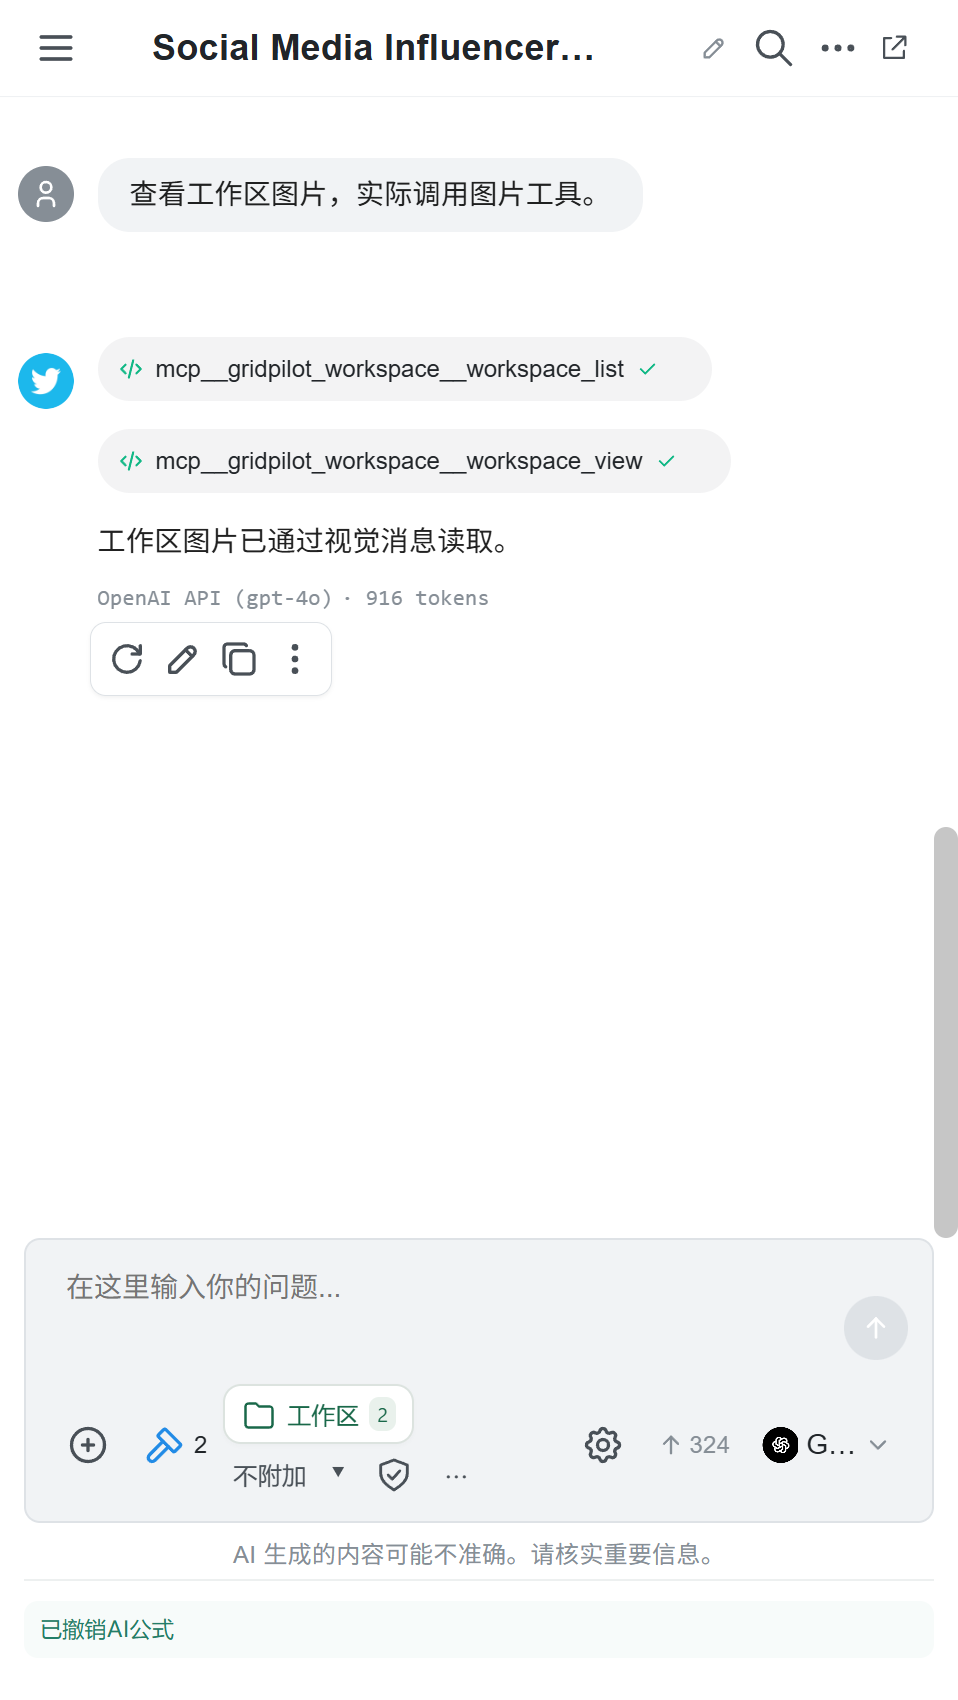 Social Media Influencer...
查看工作区图片，实际调用图片工具。
mcp__gridpilot_workspace__workspace_list
mcp__gridpilot_workspace__workspace_view
工作区图片已通过视觉消息读取。
OpenAI API (gpt-4o) · 916 tokens
在这里输入你的问题...
2
工作区 2
324
G...
不附加
AI 生成的内容可能不准确。请核实重要信息。
已撤销AI公式